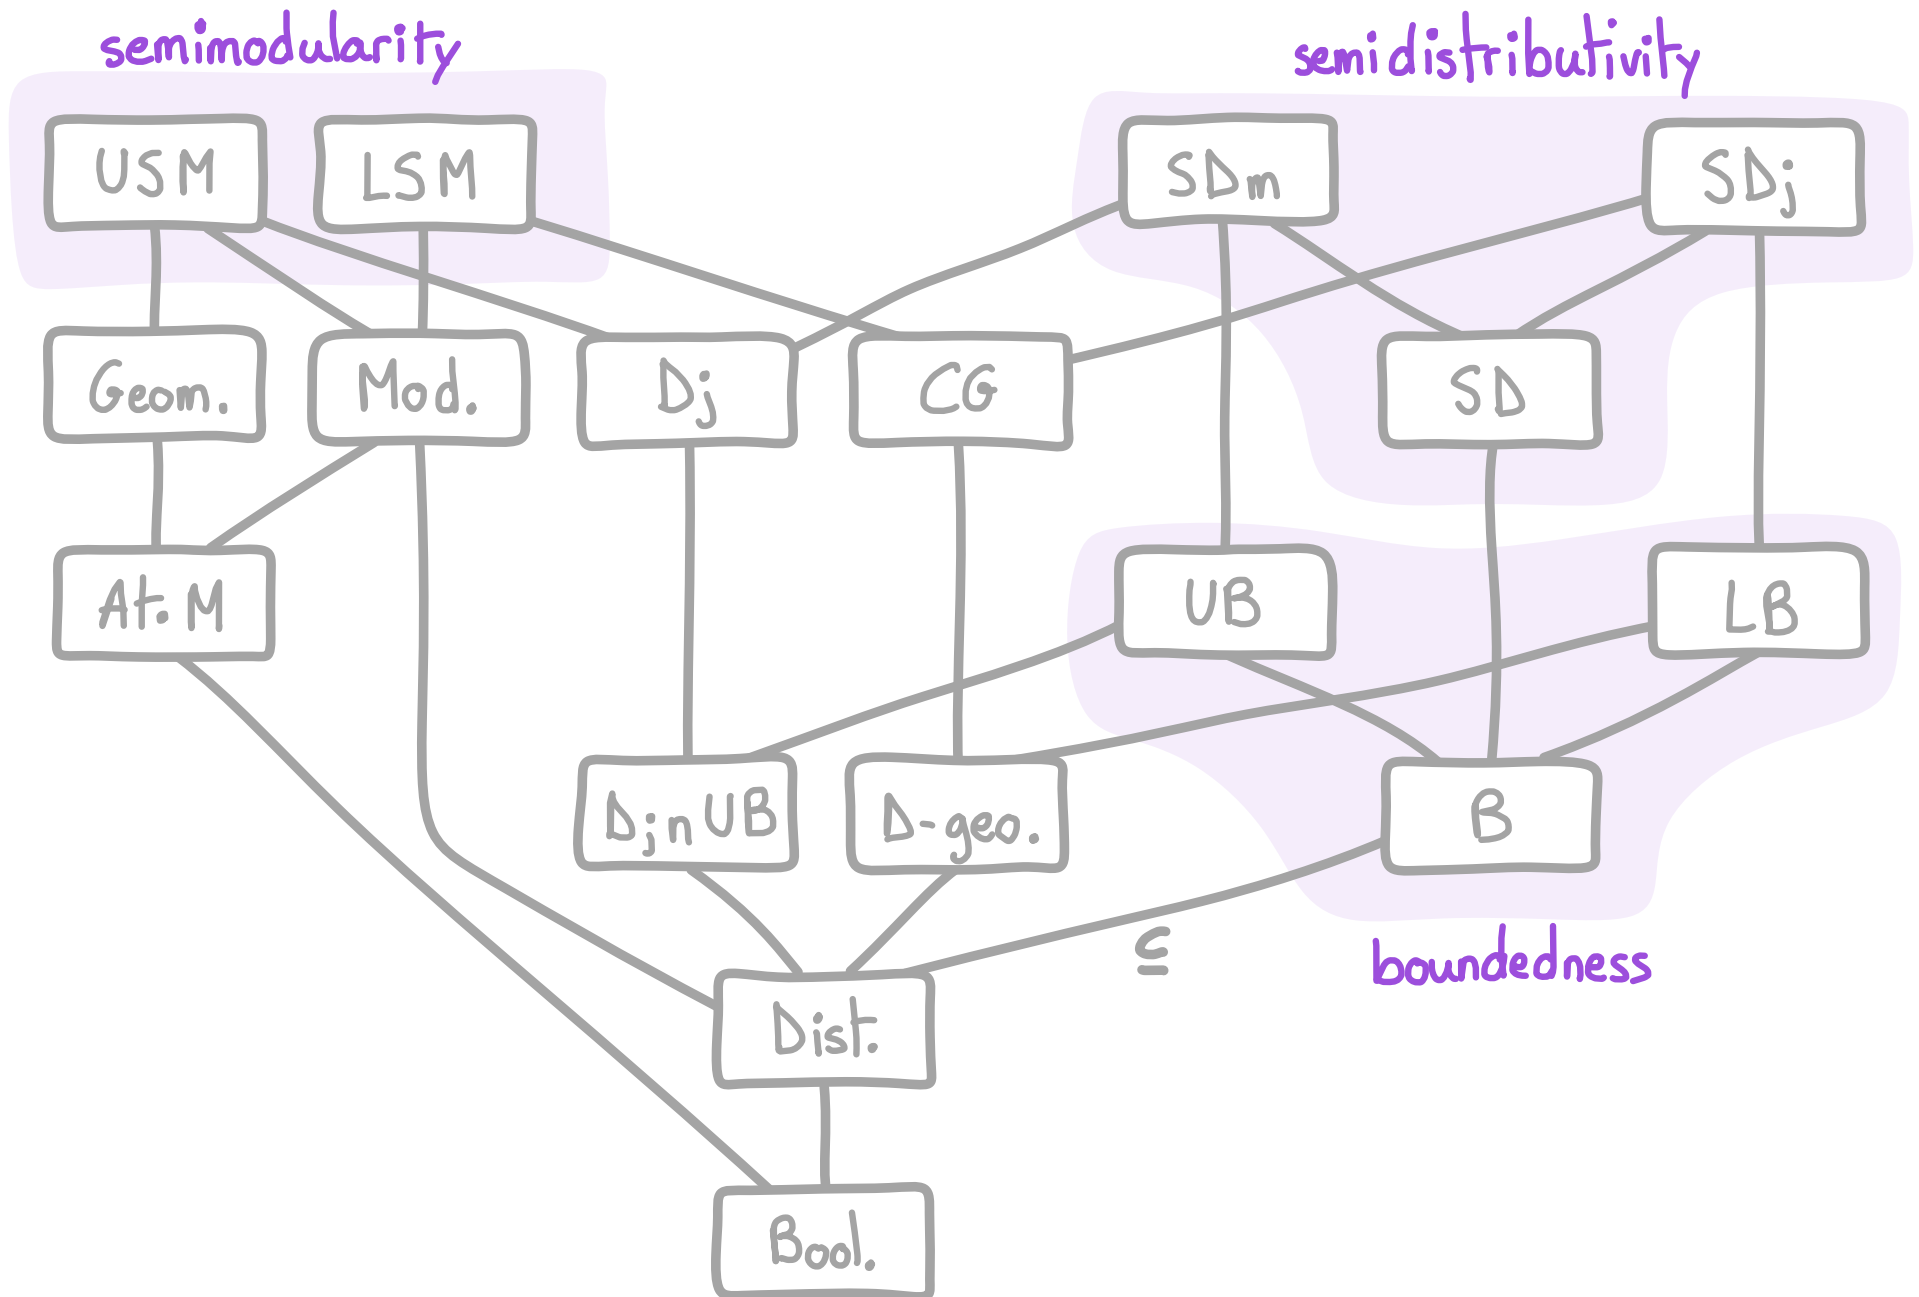 semimodularity
semidistributivity
USM
LSM
SDm
SDj
Geom.
Mod.
Dj
CG
SD
At. M
UB
LB
Dj∩UB
D-geo.
B
⊆
boundedness
Dist.
Bool.